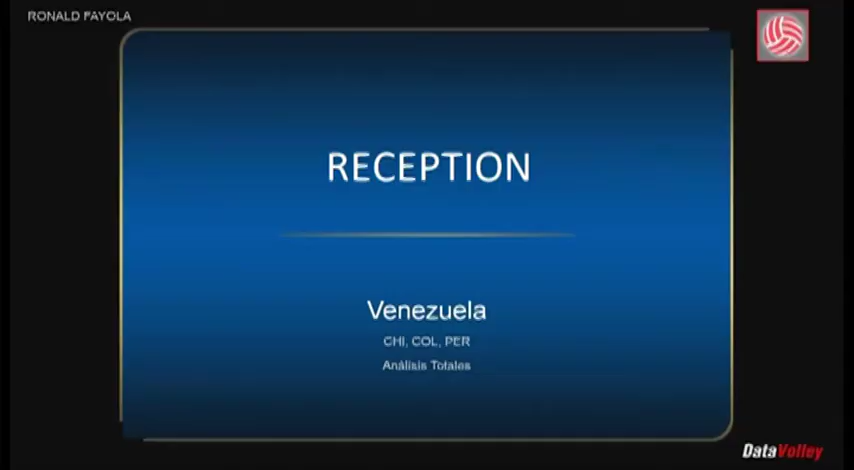 RONALD FAYOLA
RECEPTION
Venezuela
CHI, COL, PER
Análisis Totales
DataVolley